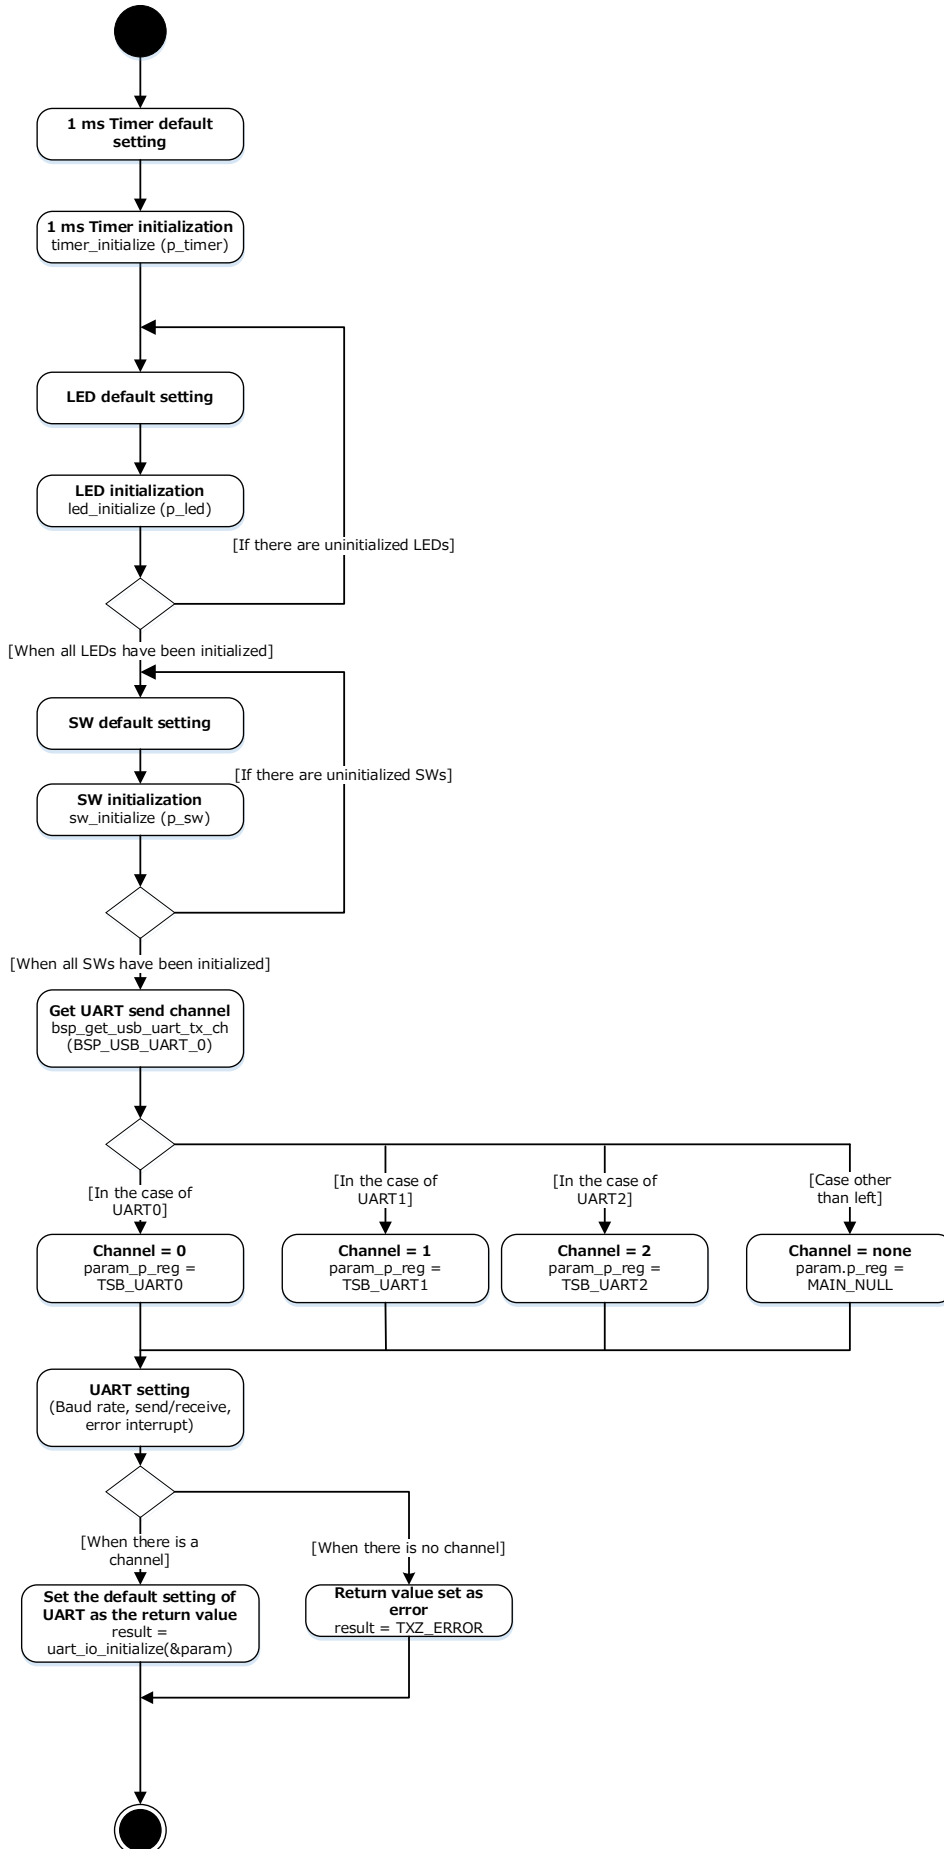 1 ms Timer default
setting
1 ms Timer initialization
timer_initialize (p_timer)
LED default setting
LED initialization
led_initialize (p_led)
[If there are uninitialized LEDs]
[When all LEDs have been initialized]
SW default setting
[If there are uninitialized SWs]
SW initialization
sw_initialize (p_sw)
[When all SWs have been initialized]
Get UART send channel
bsp_get_usb_uart_tx_ch
(BSP_USB_UART_0)
[In the case of
UART0]
[In the case of
UART1]
[In the case of
UART2]
[Case other
than left]
Channel = 0
param_p_reg =
TSB_UART0
Channel = 1
param_p_reg =
TSB_UART1
Channel = 2
param_p_reg =
TSB_UART2
Channel = none
param.p_reg =
MAIN_NULL
UART setting
(Baud rate, send/receive,
error interrupt)
[When there is a
channel]
[When there is no channel]
Set the default setting of
UART as the return value
result =
uart_io_initialize(&param)
Return value set as
error
result = TXZ_ERROR